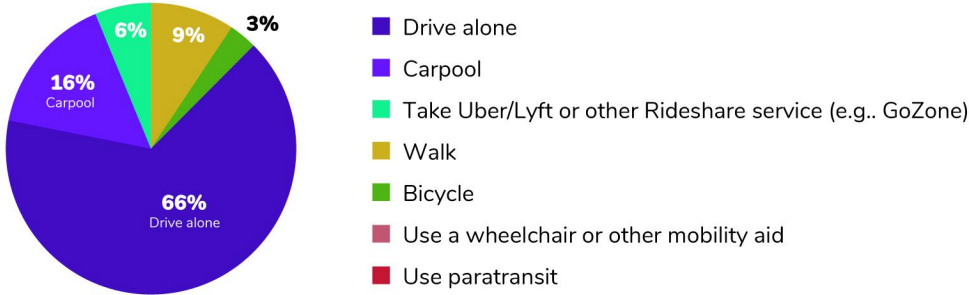 6%
9%
3%
16%
Carpool
66%
Drive alone
Drive alone
Carpool
Take Uber/Lyft or other Rideshare service (e.g.. GoZone)
Walk
Bicycle
Use a wheelchair or other mobility aid
Use paratransit